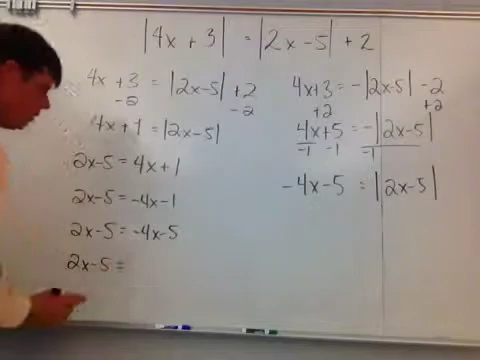 |4x + 3| = |2x - 5| + 2
4x + 3 = |2x-5| + 2
-2 -2
4x + 1 = |2x-5|
2x-5 = 4x + 1
2x-5 = -4x-1
2x-5 = -4x-5
2x-5 =
4x+3 = -|2x-5| - 2
+2 +2
4x+5 = -|2x-5|
-1 -1 -1
-4x-5 = |2x-5|